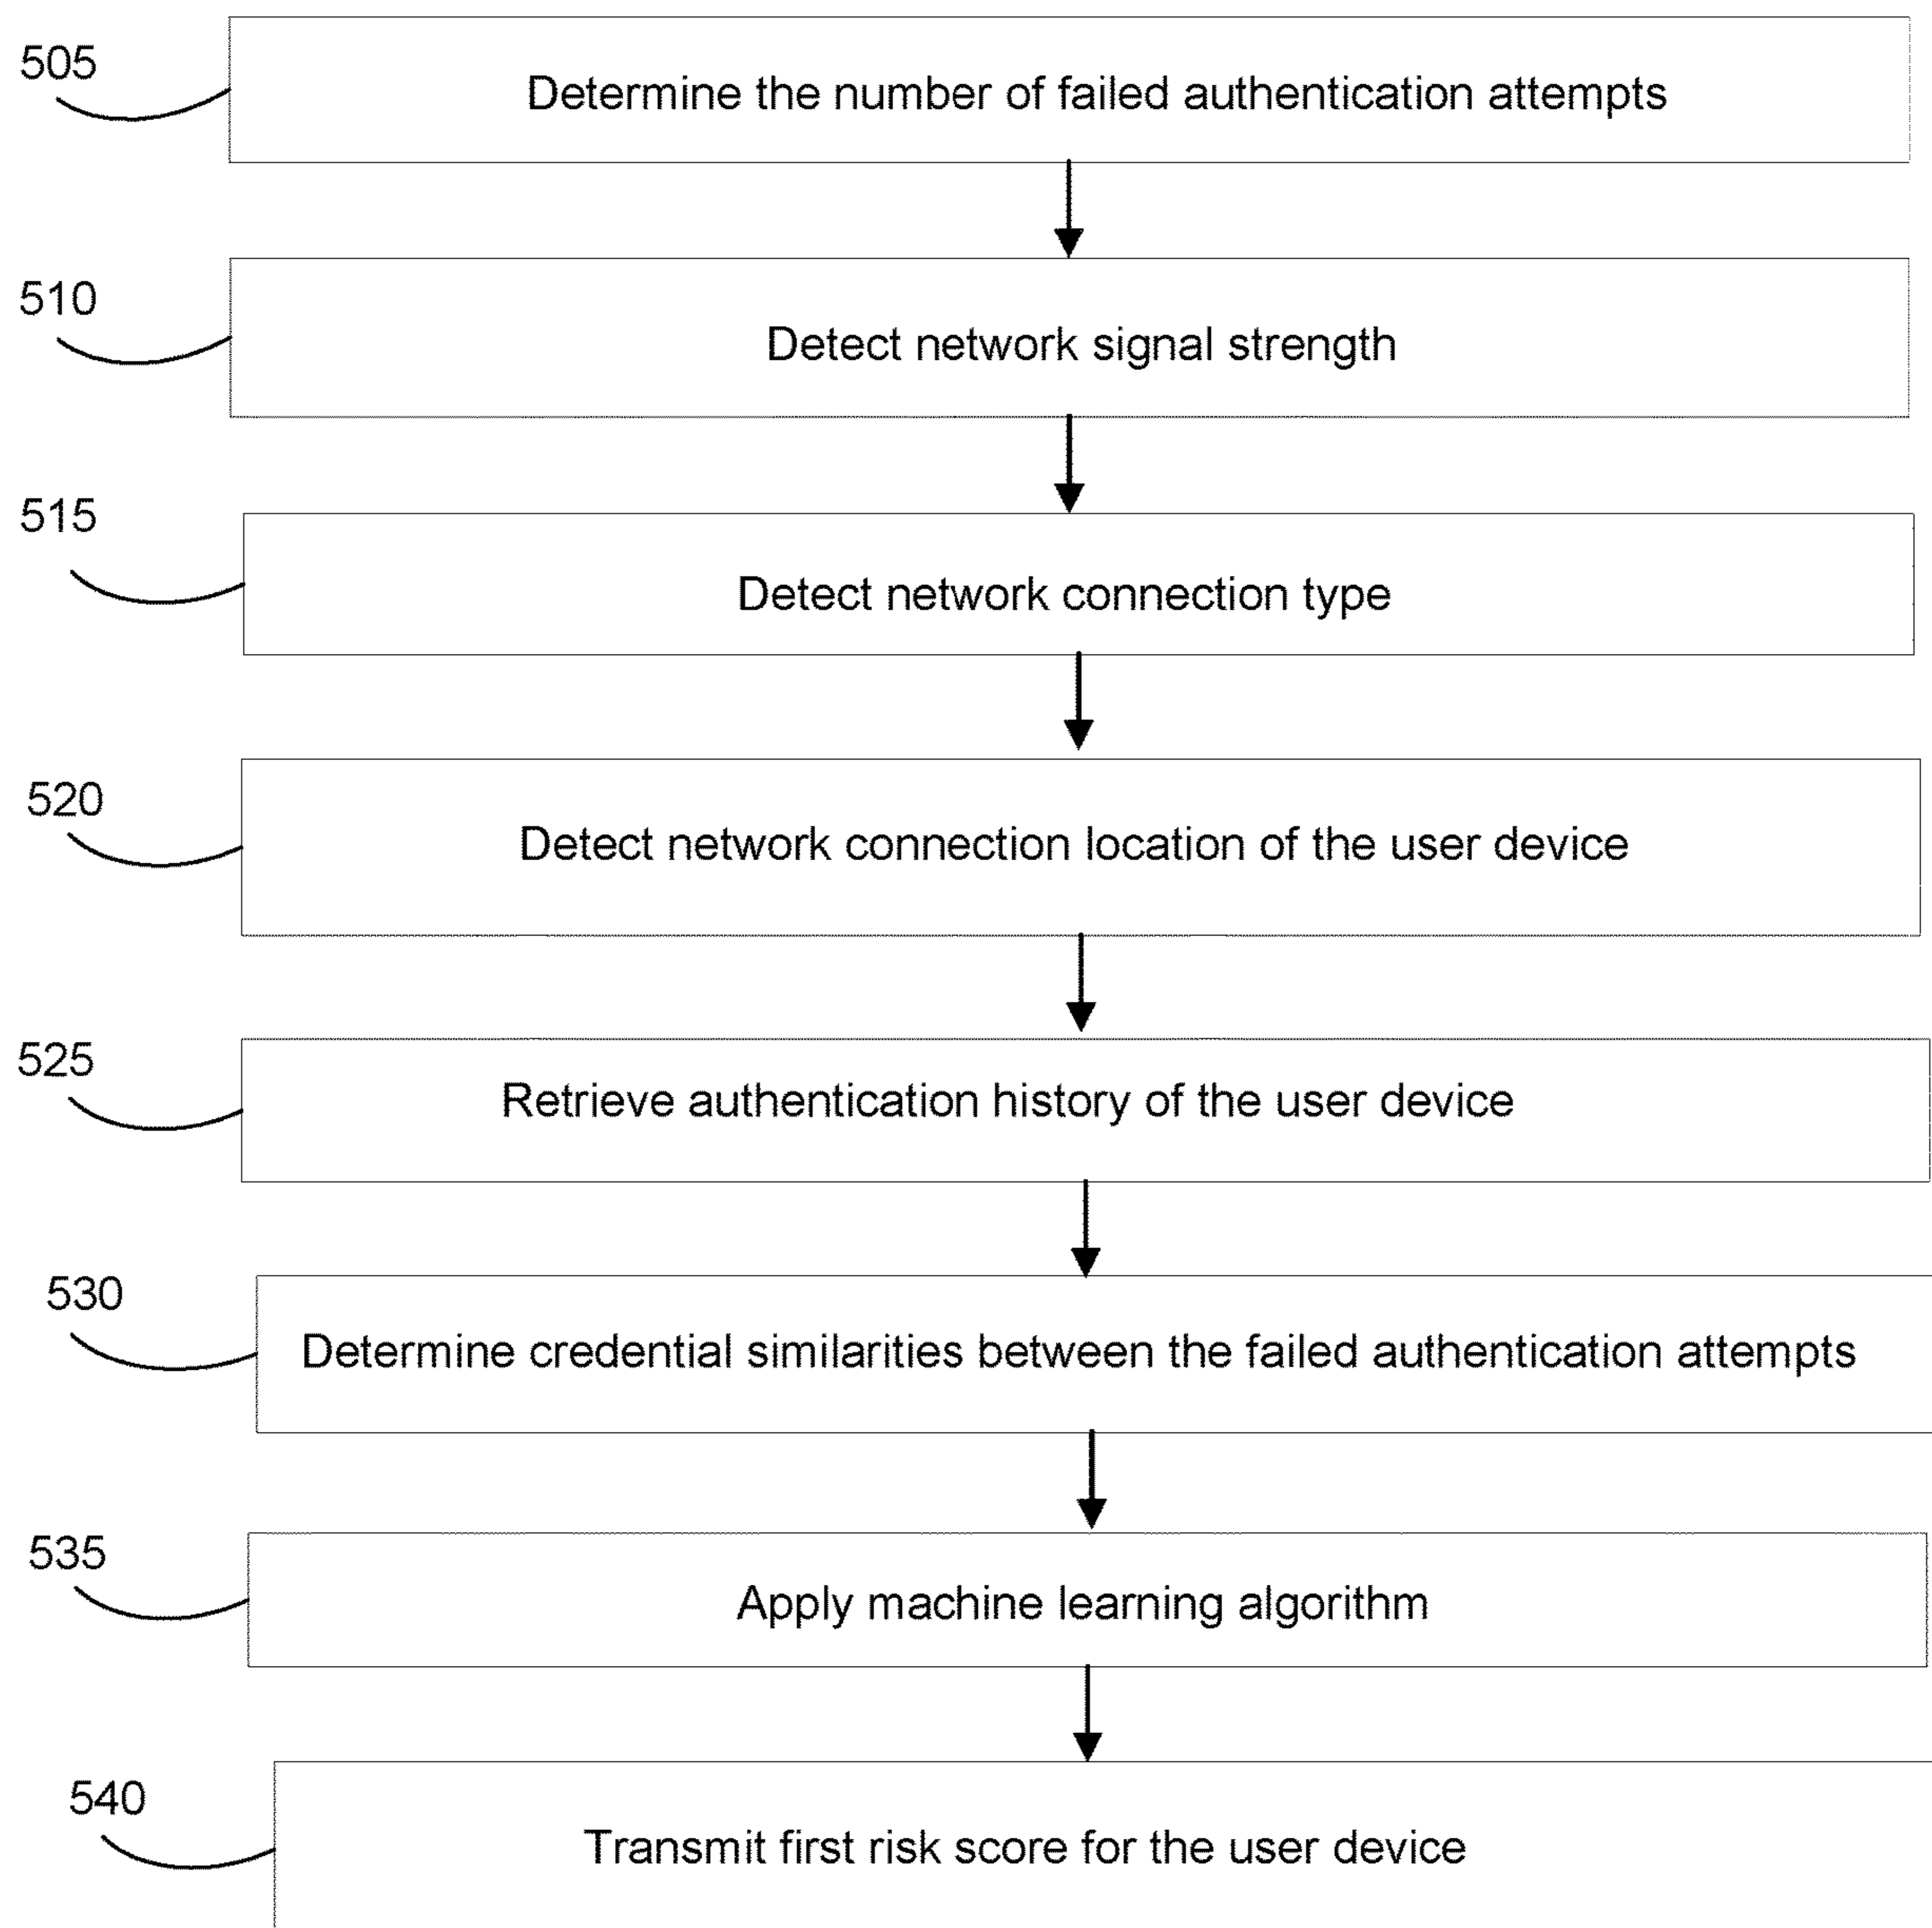 505
Determine the number of failed authentication attempts
510
Detect network signal strength
515
Detect network connection type
520
Detect network connection location of the user device
525
Retrieve authentication history of the user device
530
Determine credential similarities between the failed authentication attempts
535
Apply machine learning algorithm
540
Transmit first risk score for the user device